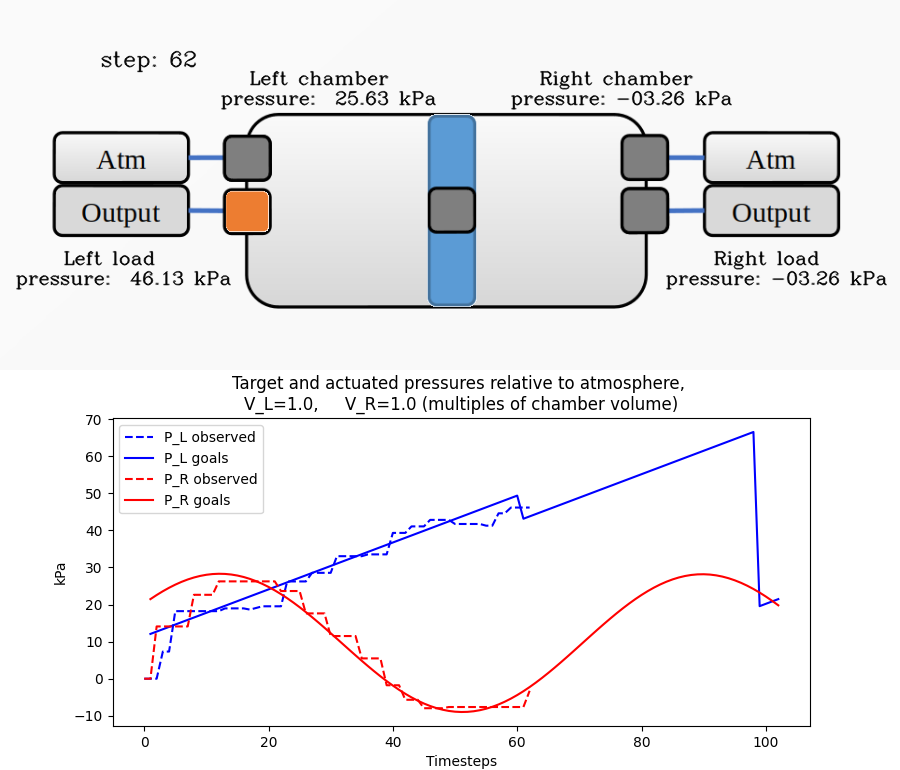 step: 62
Left chamber
pressure:  25.63 kPa
Right chamber
pressure: −03.26 kPa
Atm
Output
Atm
Output
Left load
pressure:  46.13 kPa
Right load
pressure: −03.26 kPa
Target and actuated pressures relative to atmosphere,
V_L=1.0,     V_R=1.0 (multiples of chamber volume)
P_L observed
P_L goals
P_R observed
P_R goals
70
60
50
40
30
20
10
0
−10
kPa
0 20 40 60 80 100
Timesteps